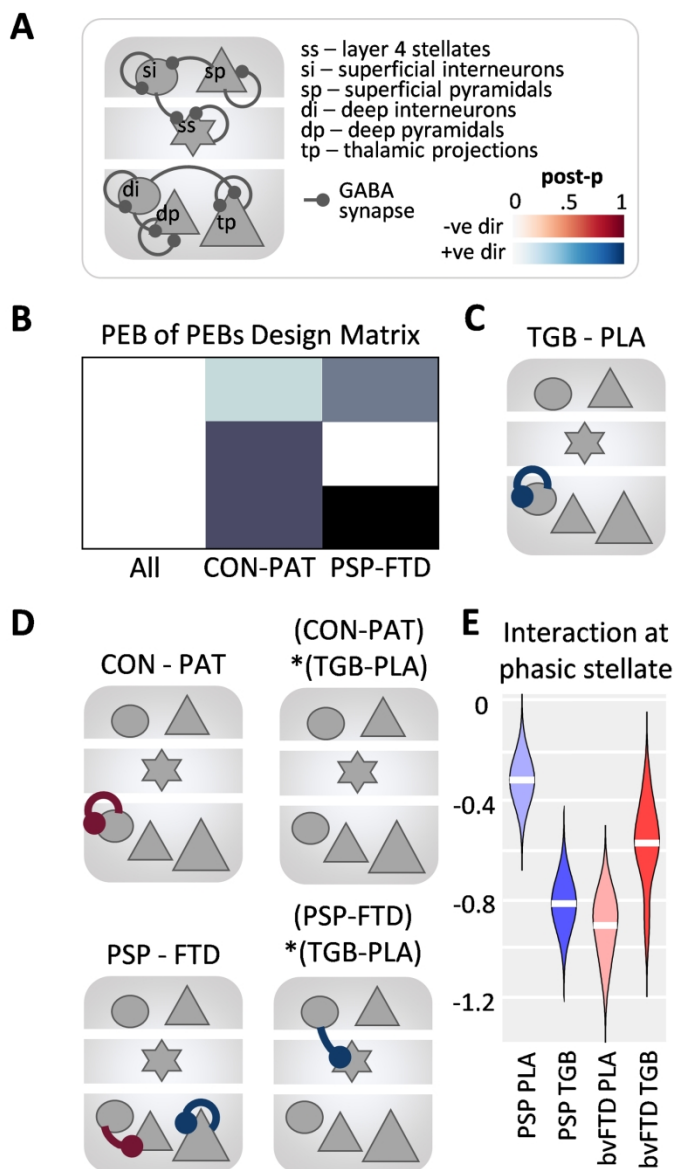 A
si
sp
ss
di
dp
tp
ss – layer 4 stellates
si – superficial interneurons
sp – superficial pyramidals
di – deep interneurons
dp – deep pyramidals
tp – thalamic projections
GABA
synapse
post-p
0 .5 1
-ve dir
+ve dir
B
PEB of PEBs Design Matrix
All CON-PAT PSP-FTD
C
TGB - PLA
D
CON - PAT
(CON-PAT)
*(TGB-PLA)
PSP - FTD
(PSP-FTD)
*(TGB-PLA)
E
Interaction at
phasic stellate
0
-0.4
-0.8
-1.2
PSP PLA
PSP TGB
bvFTD PLA
bvFTD TGB